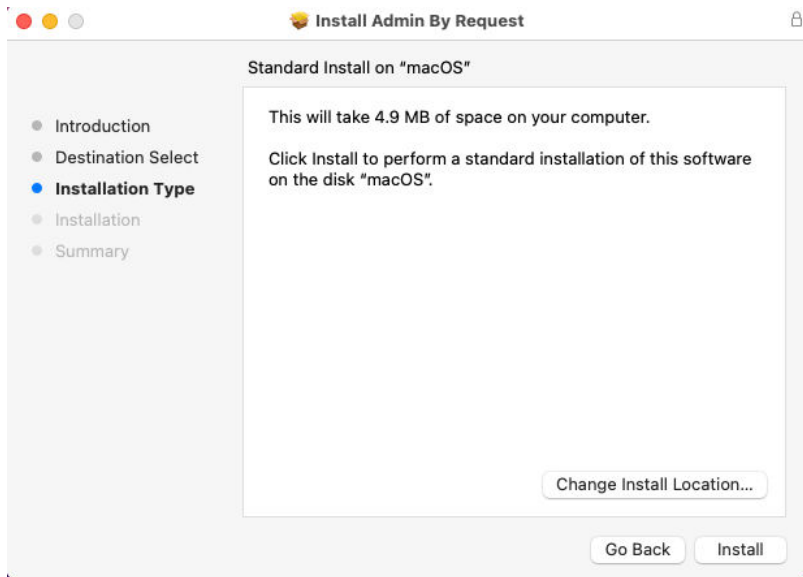 Install Admin By Request
Standard Install on “macOS”
Introduction
Destination Select
Installation Type
Installation
Summary
This will take 4.9 MB of space on your computer.
Click Install to perform a standard installation of this software
on the disk “macOS”.
Change Install Location...
Go Back
Install